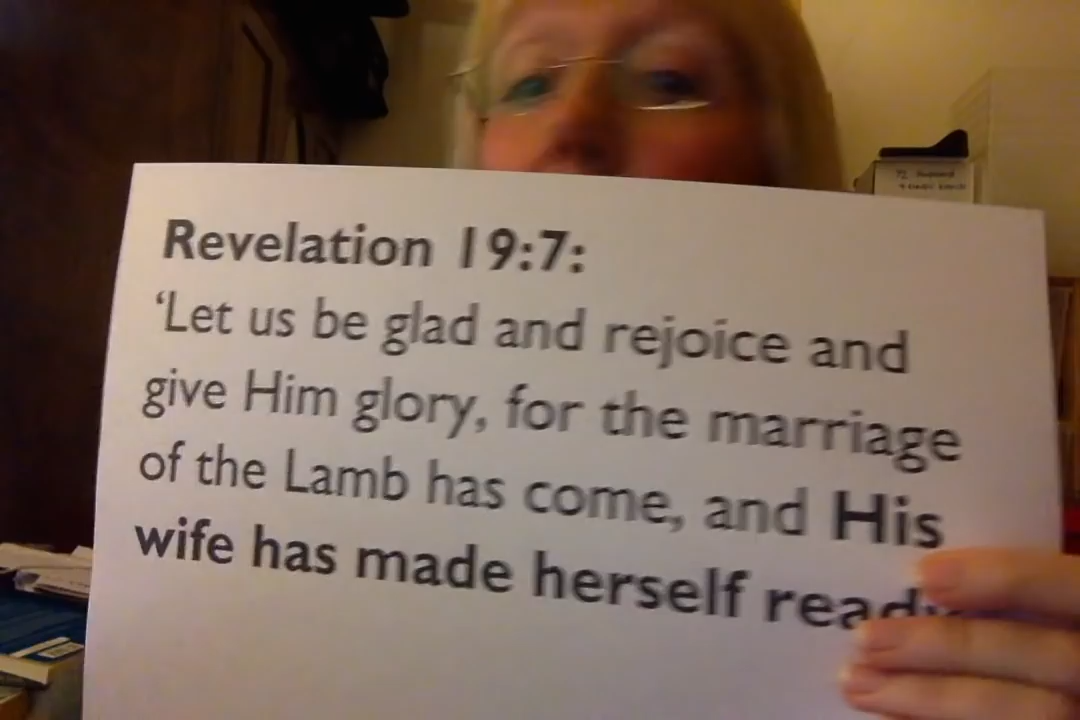 Revelation 19:7:
‘Let us be glad and rejoice and
give Him glory, for the marriage
of the Lamb has come, and His
wife has made herself ready